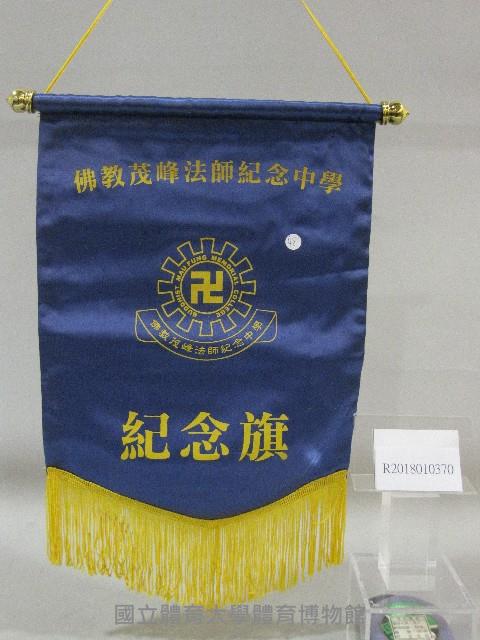 佛教茂峰法師紀念中學
BUDDHIST MAU FUNG MEMORIAL COLLEGE
卍
佛教茂峰法師紀念中學
紀念旗
R2018010370
國立體育大學體育博物館